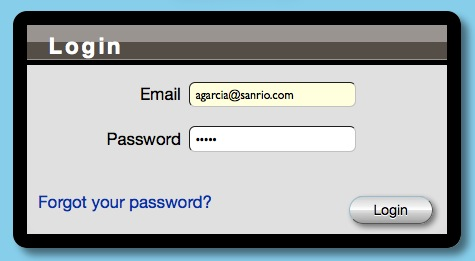 Login
Email agarcia@sanrio.com
Password •••••
Forgot your password? Login